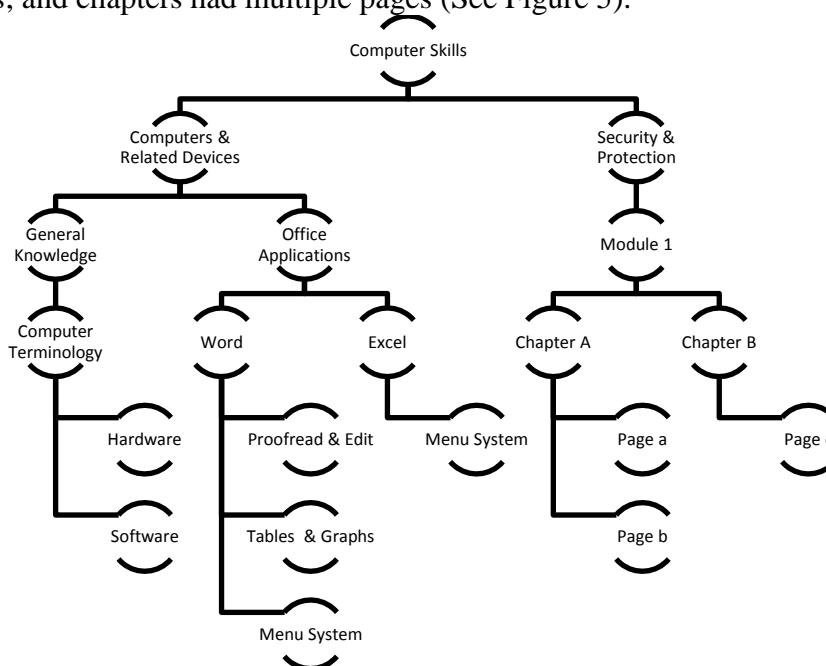 s, and chapters had multiple pages (See Figure 3).
Computer Skills
Computers &
Related Devices
Security &
Protection
General
Knowledge
Office
Applications
Module 1
Computer
Terminology
Word
Excel
Chapter A
Chapter B
Hardware
Proofread & Edit
Menu System
Page a
Page
Software
Tables & Graphs
Page b
Menu System